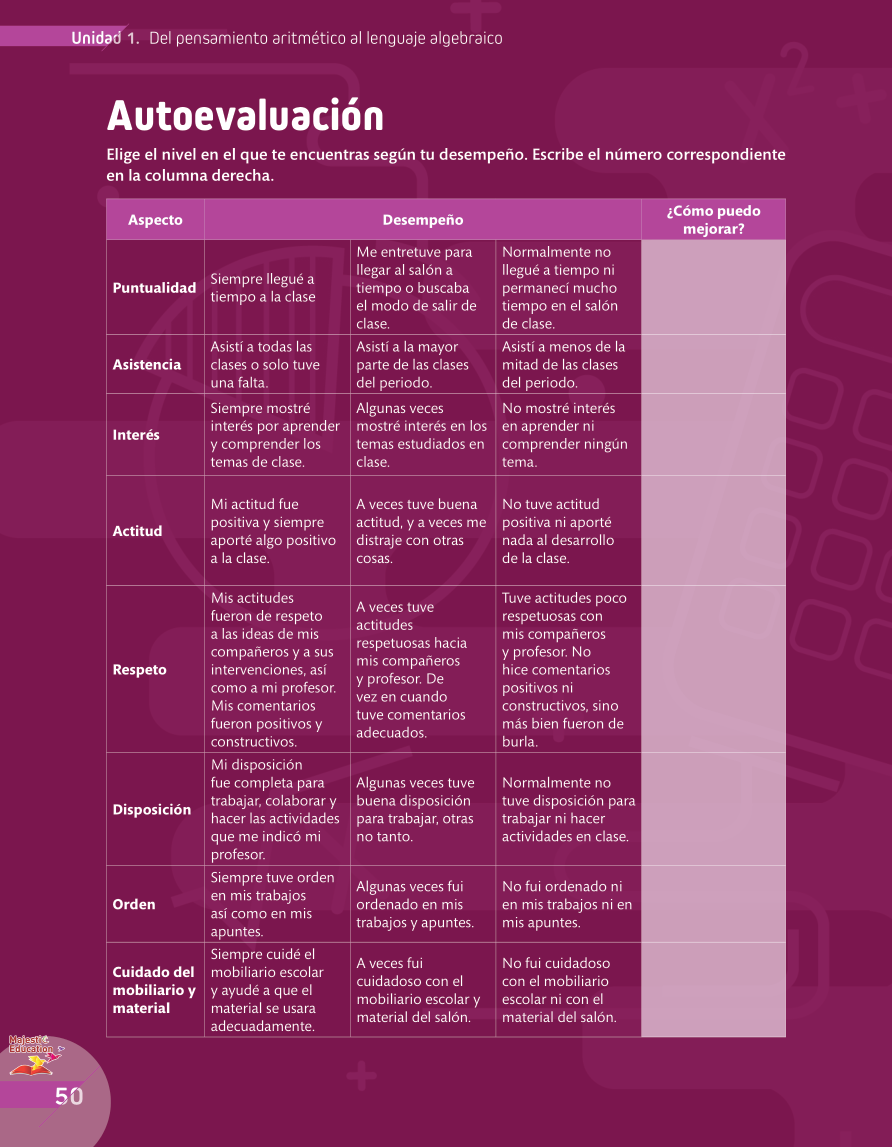 Unidad 1. Del pensamiento aritmético al lenguaje algebraico
Autoevaluación
Elige el nivel en el que te encuentras según tu desempeño. Escribe el número correspondiente
en la columna derecha.
Aspecto
Desempeño
¿Cómo puedo
mejorar?
Puntualidad
Siempre llegué a
tiempo a la clase
Me entretuve para
llegar al salón a
tiempo o buscaba
el modo de salir de
clase.
Normalmente no
llegué a tiempo ni
permanecí mucho
tiempo en el salón
de clase.
Asistencia
Asistí a todas las
clases o solo tuve
una falta.
Asistí a la mayor
parte de las clases
del periodo.
Asistí a menos de la
mitad de las clases
del periodo.
Interés
Siempre mostré
interés por aprender
y comprender los
temas de clase.
Algunas veces
mostré interés en los
temas estudiados en
clase.
No mostré interés
en aprender ni
comprender ningún
tema.
Actitud
Mi actitud fue
positiva y siempre
aporté algo positivo
a la clase.
A veces tuve buena
actitud, y a veces me
distraje con otras
cosas.
No tuve actitud
positiva ni aporté
nada al desarrollo
de la clase.
Respeto
Mis actitudes
fueron de respeto
a las ideas de mis
compañeros y a sus
intervenciones, así
como a mi profesor.
Mis comentarios
fueron positivos y
constructivos.
A veces tuve
actitudes
respetuosas hacia
mis compañeros
y profesor. De
vez en cuando
tuve comentarios
adecuados.
Tuve actitudes poco
respetuosas con
mis compañeros
y profesor. No
hice comentarios
positivos ni
constructivos, sino
más bien fueron de
burla.
Disposición
Mi disposición
fue completa para
trabajar, colaborar y
hacer las actividades
que me indicó mi
profesor.
Algunas veces tuve
buena disposición
para trabajar, otras
no tanto.
Normalmente no
tuve disposición para
trabajar ni hacer
actividades en clase.
Orden
Siempre tuve orden
en mis trabajos
así como en mis
apuntes.
Algunas veces fui
ordenado en mis
trabajos y apuntes.
No fui ordenado ni
en mis trabajos ni en
mis apuntes.
Cuidado del
mobiliario y
material
Siempre cuidé el
mobiliario escolar
y ayudé a que el
material se usara
adecuadamente.
A veces fui
cuidadoso con el
mobiliario escolar y
material del salón.
No fui cuidadoso
con el mobiliario
escolar ni con el
material del salón.
Majestic
Education
50
x²